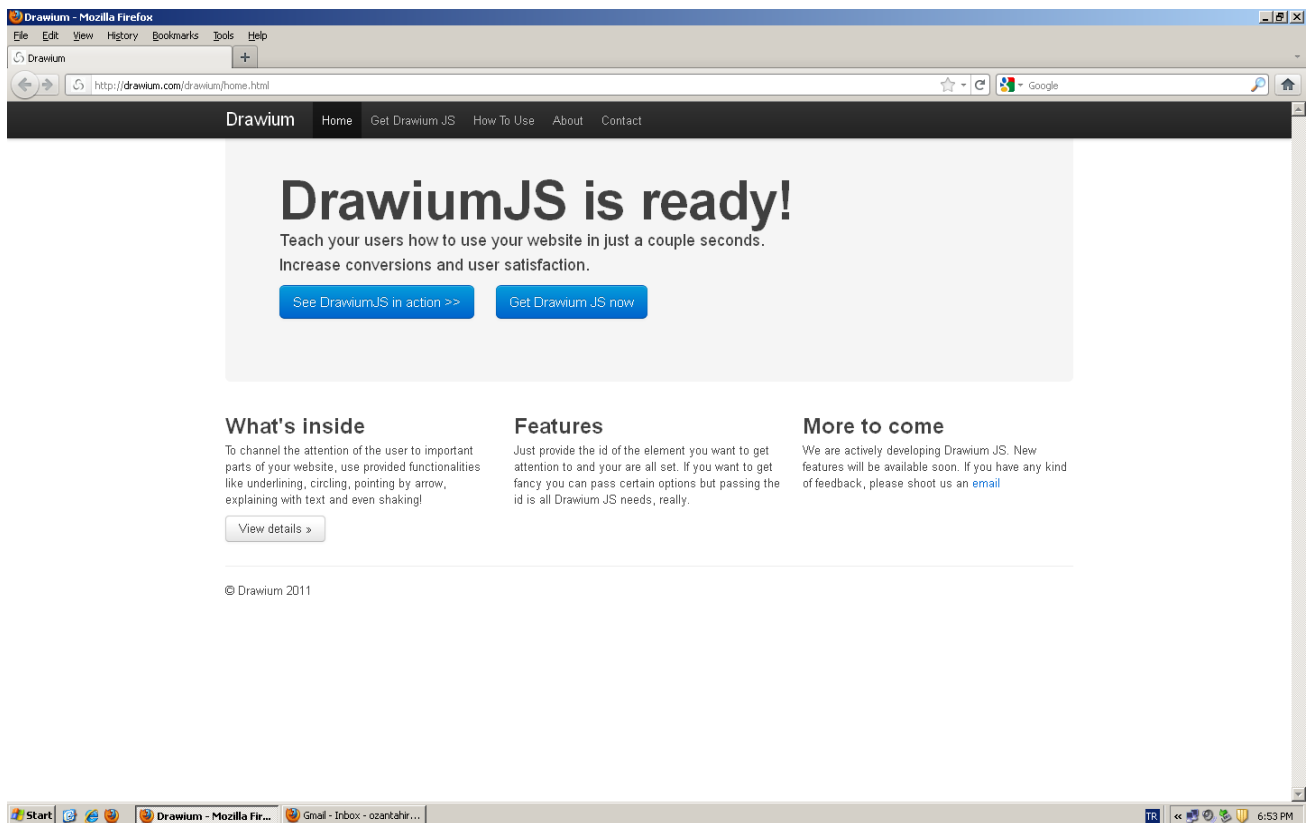 Drawium - Mozilla Firefox
File Edit View History Bookmarks Tools Help
Drawium +
http://drawium.com/drawium/home.html Google
Drawium Home Get Drawium JS How To Use About Contact
DrawiumJS is ready!
Teach your users how to use your website in just a couple seconds.
Increase conversions and user satisfaction.
See DrawiumJS in action >> Get Drawium JS now
What's inside
To channel the attention of the user to important
parts of your website, use provided functionalities
like underlining, circling, pointing by arrow,
explaining with text and even shaking!
View details »
Features
Just provide the id of the element you want to get
attention to and your are all set. If you want to get
fancy you can pass certain options but passing the
id is all Drawium JS needs, really.
More to come
We are actively developing Drawium JS. New
features will be available soon. If you have any kind
of feedback, please shoot us an email
© Drawium 2011
Start Drawium - Mozilla Fir... Gmail - Inbox - ozantahir... TR « 6:53 PM